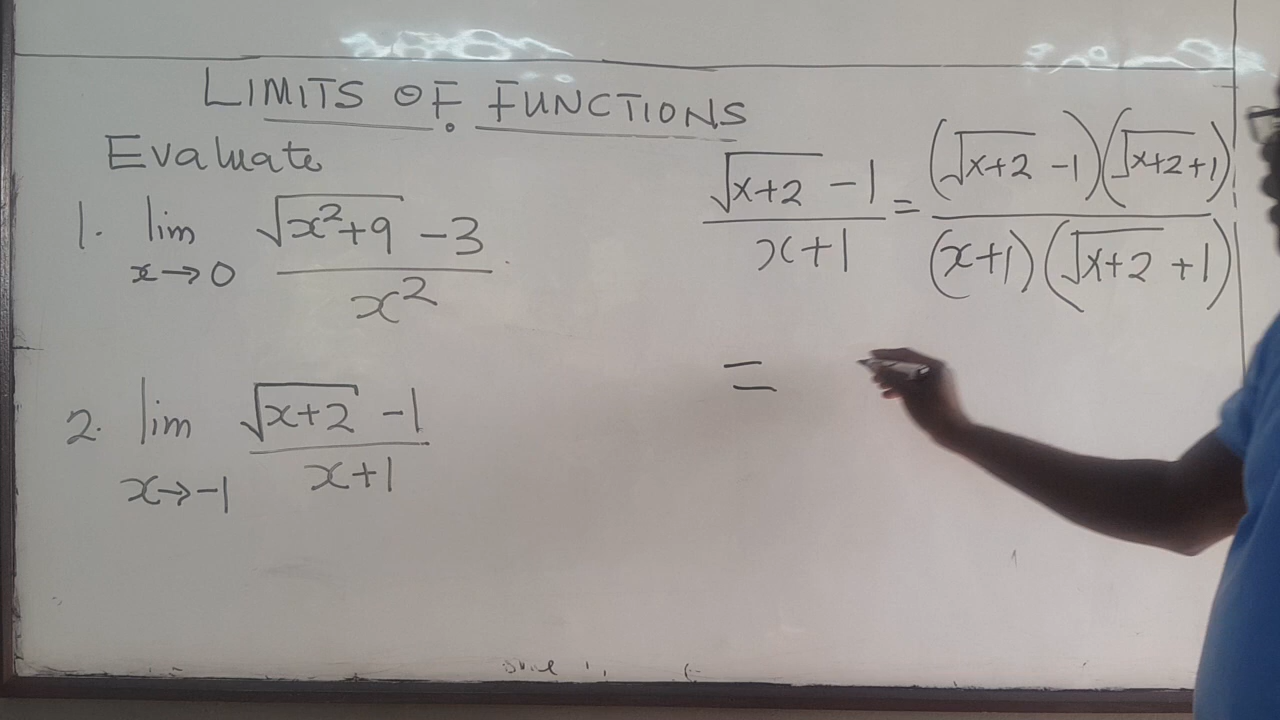 LIMITS OF FUNCTIONS
Evaluate
1. lim x→0 (√(x²+9) -3)/x²
2. lim x→-1 (√(x+2) -1)/(x+1)
(√(x+2) -1)/(x+1) = ((√(x+2) -1)(√(x+2) +1))/((x+1)(√(x+2) +1))
=